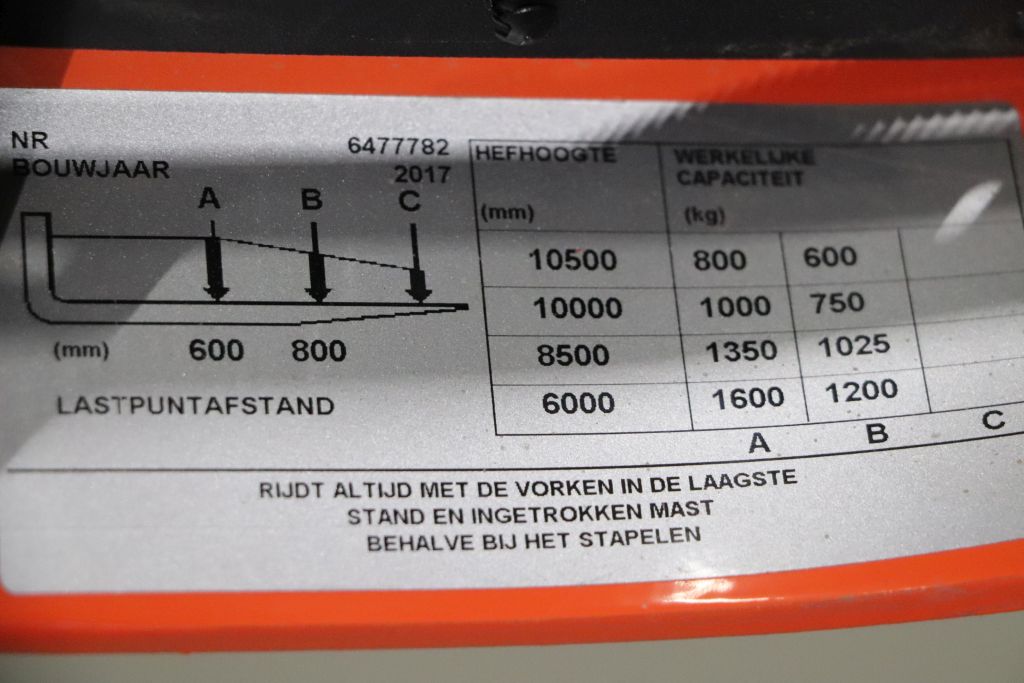 NR 6477782
BOUWJAAR 2017
A B C
(mm) 600 800
LASTPUNTAFSTAND
HEFHOOGTE WERKELIJKE
CAPACITEIT
(mm) (kg)
10500 800 600
10000 1000 750
8500 1350 1025
6000 1600 1200
A B C
RIJDT ALTIJD MET DE VORKEN IN DE LAAGSTE
STAND EN INGETROKKEN MAST
BEHALVE BIJ HET STAPELEN